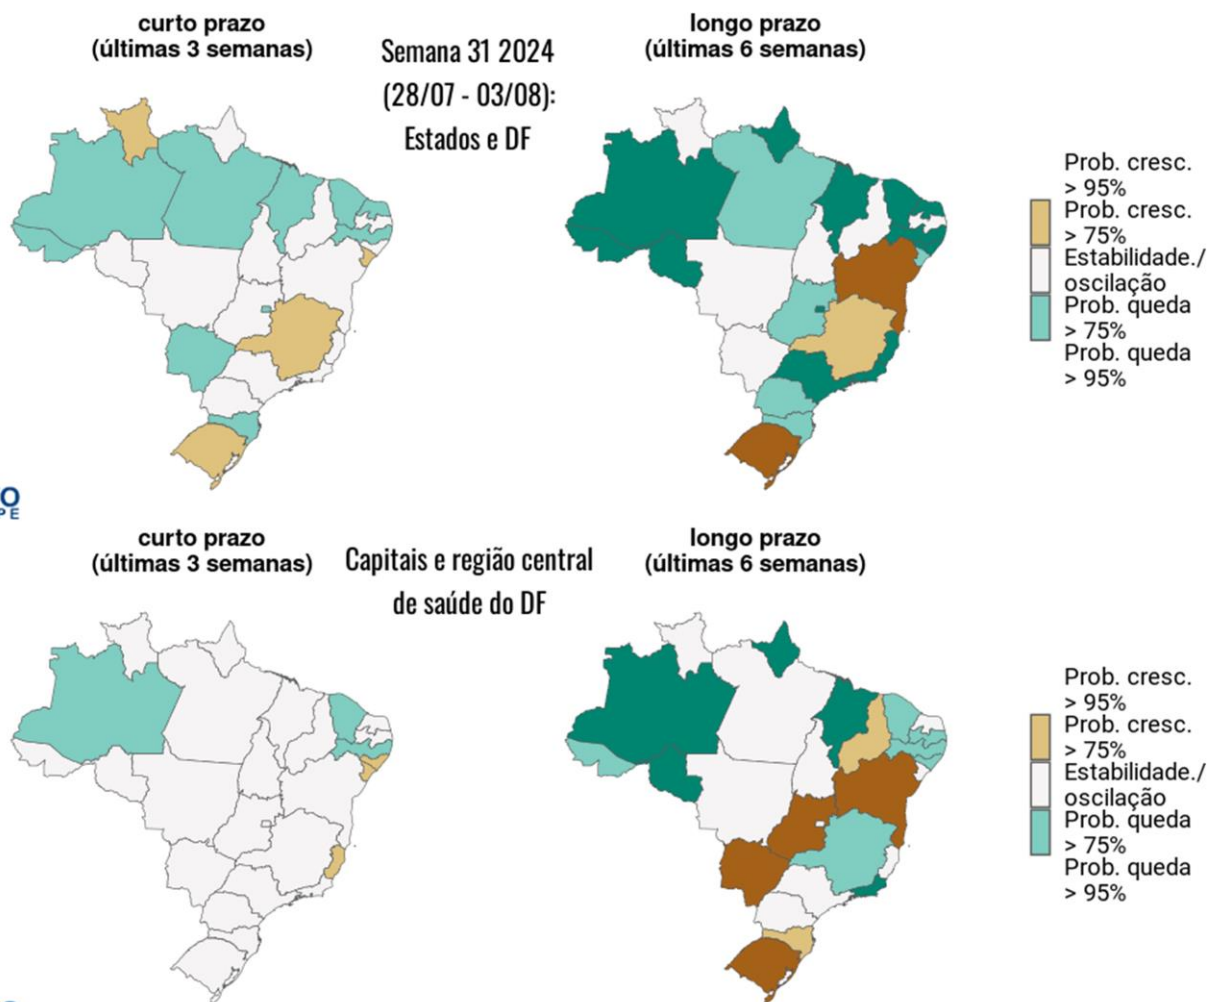 curto prazo
(últimas 3 semanas)
Semana 31 2024
(28/07 - 03/08):
Estados e DF
longo prazo
(últimas 6 semanas)
Prob. cresc.
> 95%
Prob. cresc.
> 75%
Estabilidade./
oscilação
Prob. queda
> 75%
Prob. queda
> 95%
curto prazo
(últimas 3 semanas)
Capitais e região central
de saúde do DF
longo prazo
(últimas 6 semanas)
Prob. cresc.
> 95%
Prob. cresc.
> 75%
Estabilidade./
oscilação
Prob. queda
> 75%
Prob. queda
> 95%